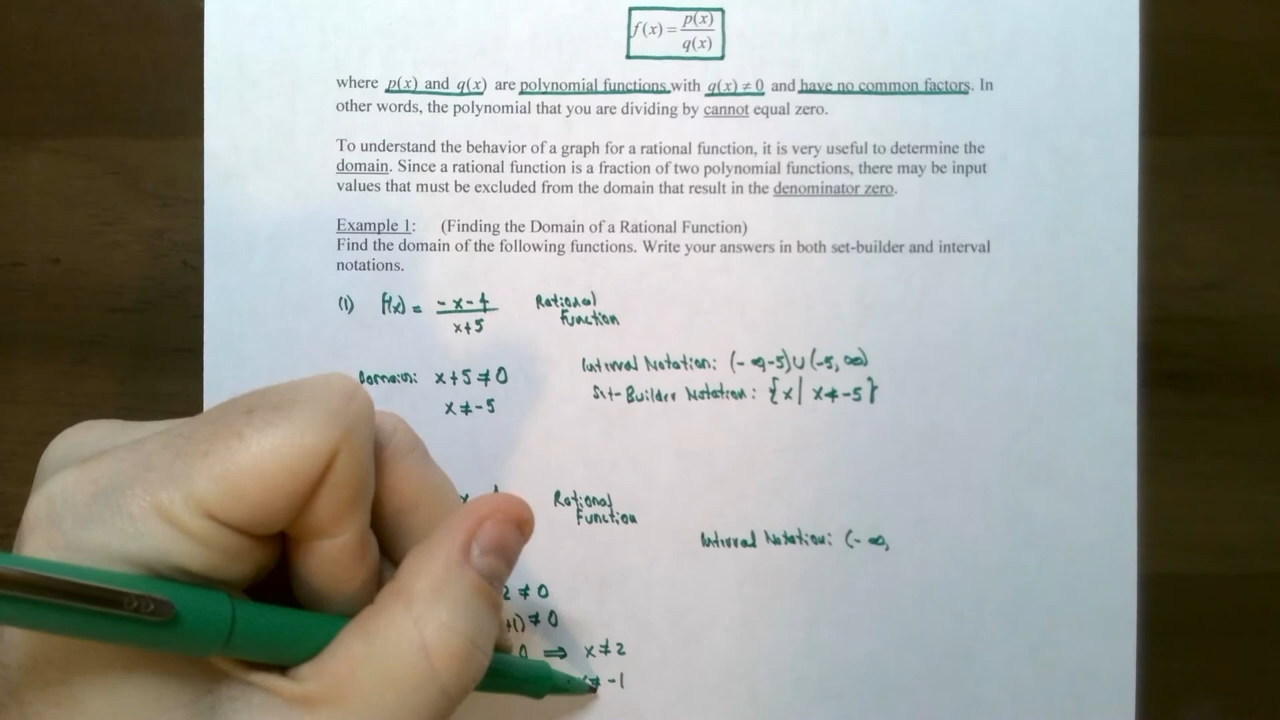 f(x) = p(x)/q(x)
where p(x) and q(x) are polynomial functions with q(x) ≠ 0 and have no common factors. In
other words, the polynomial that you are dividing by cannot equal zero.
To understand the behavior of a graph for a rational function, it is very useful to determine the
domain. Since a rational function is a fraction of two polynomial functions, there may be input
values that must be excluded from the domain that result in the denominator zero.
Example 1: (Finding the Domain of a Rational Function)
Find the domain of the following functions. Write your answers in both set-builder and interval
notations.
(1) f(x) = (-x-4)/(x+5) Rational
Function
Interval Notation: (-∞,-5)∪(-5,∞)
Domain: x+5≠0
Set-Builder Notation: {x| x≠-5}
x≠-5
Rational
Function
Interval Notation: (-∞,
2 ≠ 0
+1) ≠ 0
0 ⇒ x≠2
≠ -1